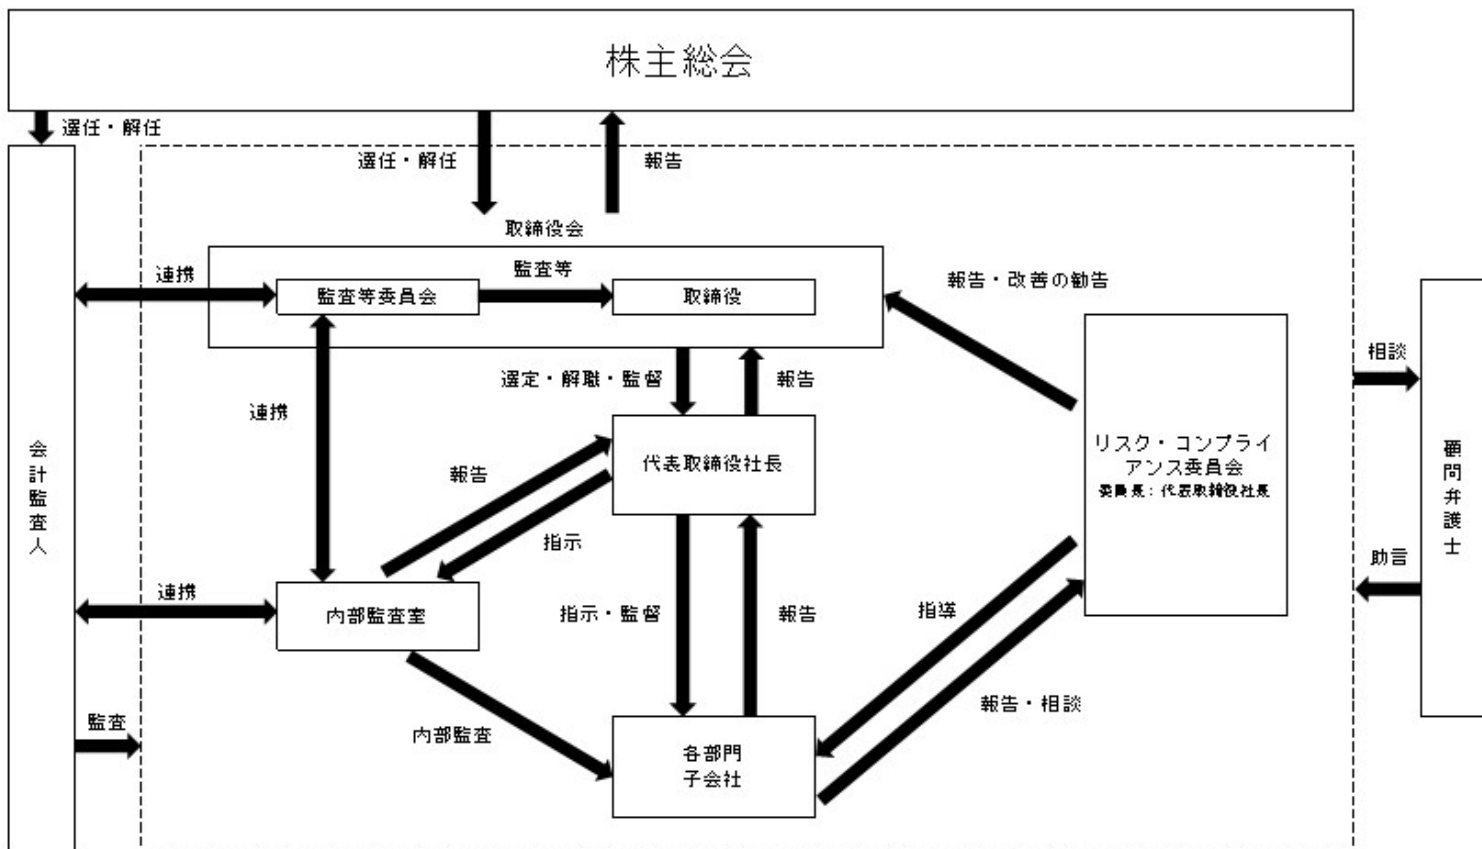 株主総会
選任・解任
選任・解任
報告
取締役会
連携
監査等委員会
監査等
取締役
報告・改善の勧告
相談
選定・解職・監督
報告
連携
会計監査人
代表取締役社長
リスク・コンプライ
アンス委員会
委員長：代表取締役社長
顧問弁護士
報告
指示
助言
連携
内部監査室
指示・監督
報告
指導
報告・相談
監査
内部監査
各部門
子会社